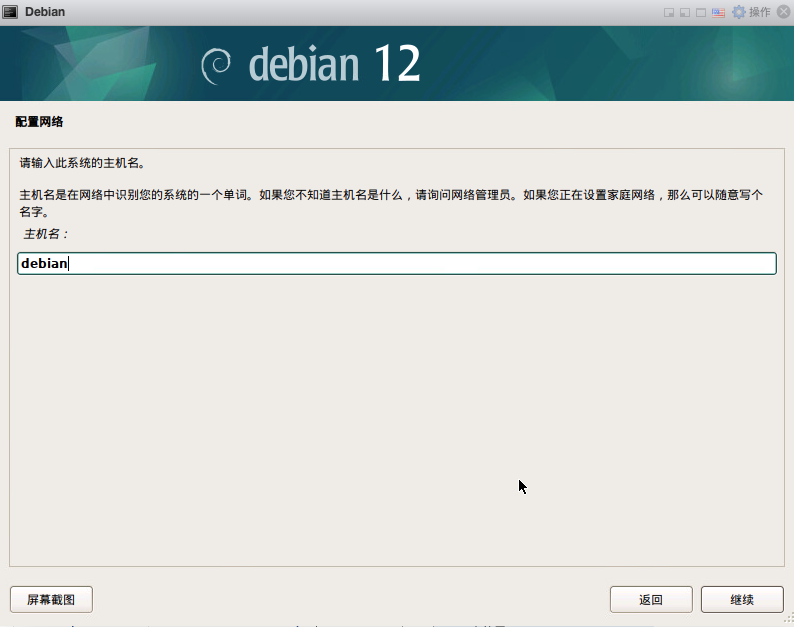 Debian
操作
debian 12
配置网络
请输入此系统的主机名。
主机名是在网络中识别您的系统的一个单词。如果您不知道主机名是什么，请询问网络管理员。如果您正在设置家庭网络，那么可以随意写个
名字。
主机名：
debian
屏幕截图
返回
继续